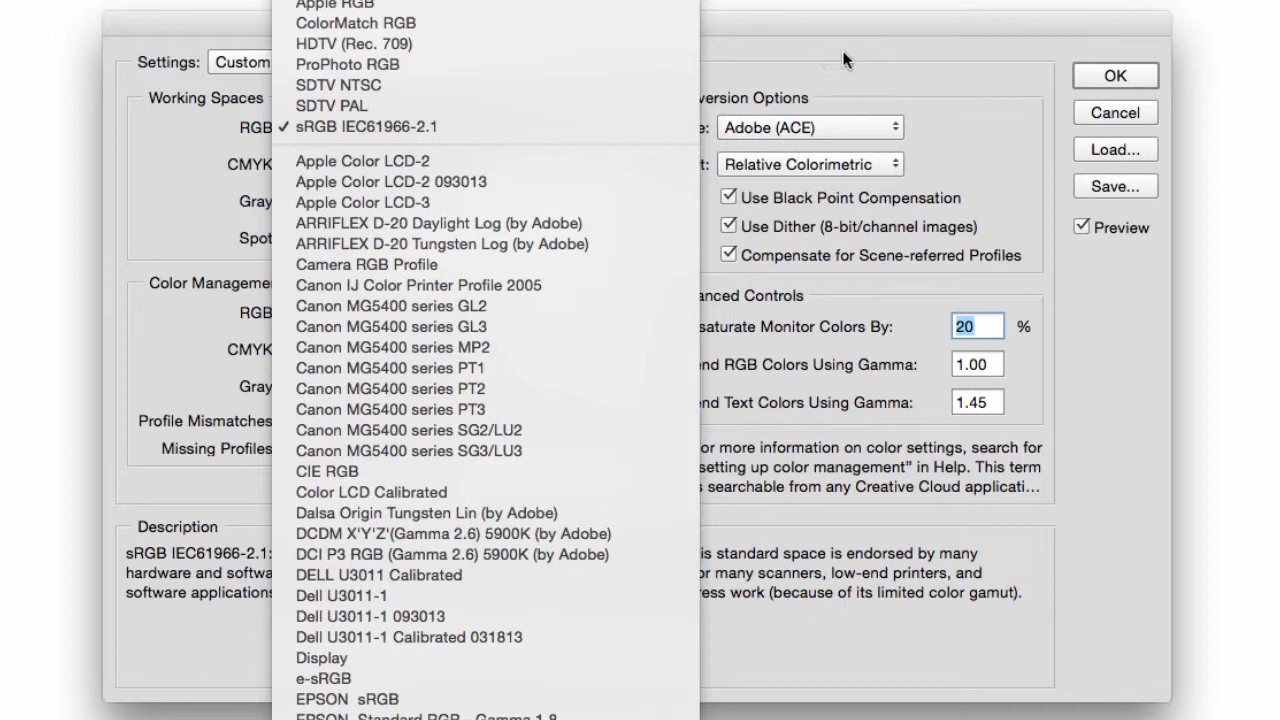 Apple RGB
ColorMatch RGB
HDTV (Rec. 709)
ProPhoto RGB
SDTV NTSC
SDTV PAL
✓ sRGB IEC61966-2.1
Apple Color LCD-2
Apple Color LCD-2 093013
Apple Color LCD-3
ARRIFLEX D-20 Daylight Log (by Adobe)
ARRIFLEX D-20 Tungsten Log (by Adobe)
Camera RGB Profile
Canon IJ Color Printer Profile 2005
Canon MG5400 series GL2
Canon MG5400 series GL3
Canon MG5400 series MP2
Canon MG5400 series PT1
Canon MG5400 series PT2
Canon MG5400 series PT3
Canon MG5400 series SG2/LU2
Canon MG5400 series SG3/LU3
CIE RGB
Color LCD Calibrated
Dalsa Origin Tungsten Lin (by Adobe)
DCDM X'Y'Z'(Gamma 2.6) 5900K (by Adobe)
DCI P3 RGB (Gamma 2.6) 5900K (by Adobe)
DELL U3011 Calibrated
Dell U3011-1
Dell U3011-1 093013
Dell U3011-1 Calibrated 031813
Display
e-sRGB
EPSON  sRGB
EPSON  Standard RGB - Gamma 1.8
Settings: Custom
Working Spaces
RGB
CMYK
Gray
Spot
Color Manageme
RGB
CMYK
Gray
Profile Mismatches
Missing Profiles
version Options
e: Adobe (ACE)
t: Relative Colorimetric
Use Black Point Compensation
Use Dither (8-bit/channel images)
Compensate for Scene-referred Profiles
anced Controls
saturate Monitor Colors By: 20 %
end RGB Colors Using Gamma: 1.00
end Text Colors Using Gamma: 1.45
or more information on color settings, search for
setting up color management” in Help. This term
s searchable from any Creative Cloud applicati...
OK
Cancel
Load...
Save...
Preview
Description
sRGB IEC61966-2.1: is standard space is endorsed by many
hardware and softwa or many scanners, low-end printers, and
software applications ress work (because of its limited color gamut).